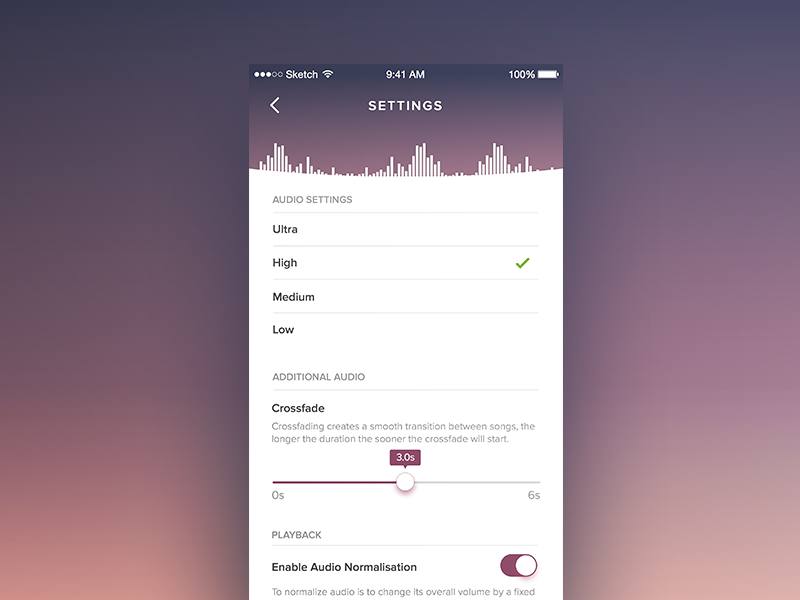 Sketch 9:41 AM 100%
SETTINGS
AUDIO SETTINGS
Ultra
High
Medium
Low
ADDITIONAL AUDIO
Crossfade
Crossfading creates a smooth transition between songs, the
longer the duration the sooner the crossfade will start.
3.0s
0s 6s
PLAYBACK
Enable Audio Normalisation
To normalize audio is to change its overall volume by a fixed